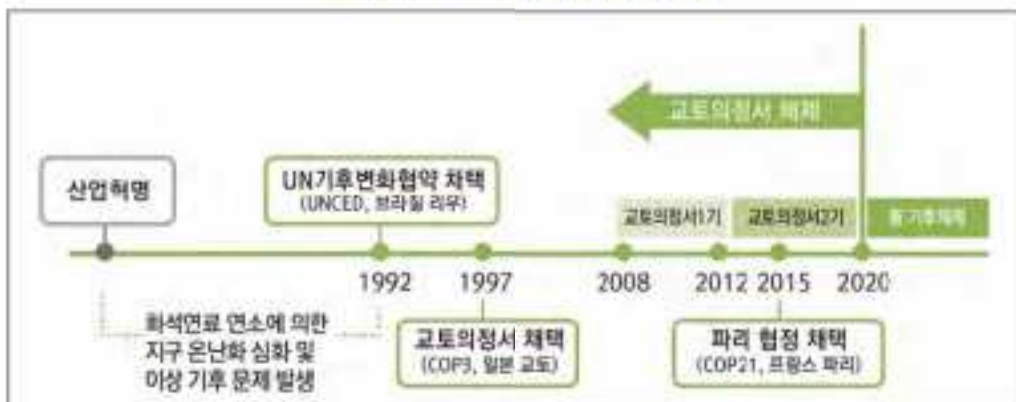 교토의정서 체제
산업혁명
UN기후변화협약 채택
(UNCED, 브라질 리우)
교토의정서1기
교토의정서2기
신기후체제
1992
1997
2008
2012
2015
2020
화석연료 연소에 의한
지구 온난화 심화 및
이상 기후 문제 발생
교토의정서 채택
(COP3, 일본 교토)
파리 협정 채택
(COP21, 프랑스 파리)